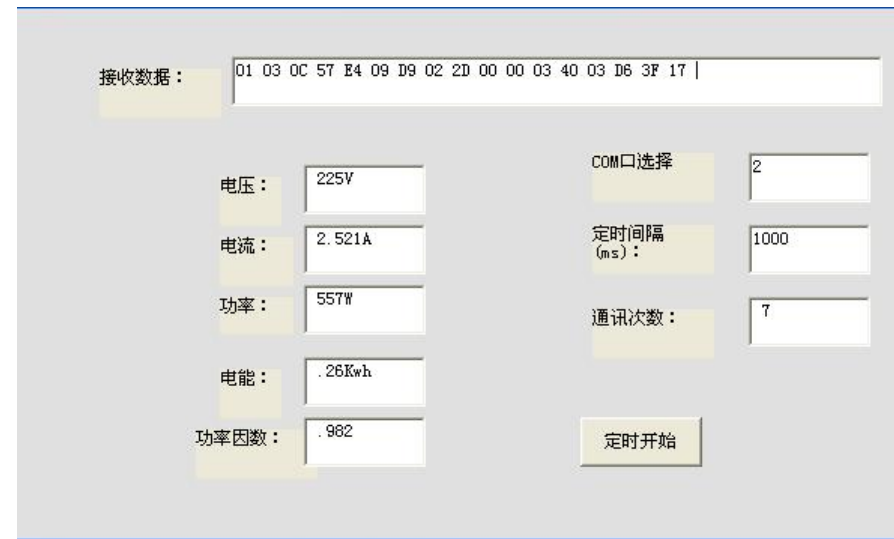 接收数据：
01 03 0C 57 E4 09 D9 02 2D 00 00 03 40 03 D6 3F 17
电压：
225V
COM口选择
2
电流：
2.521A
定时间隔
(ms)：
1000
功率：
557W
通讯次数：
7
电能：
.26Kwh
功率因数：
.982
定时开始